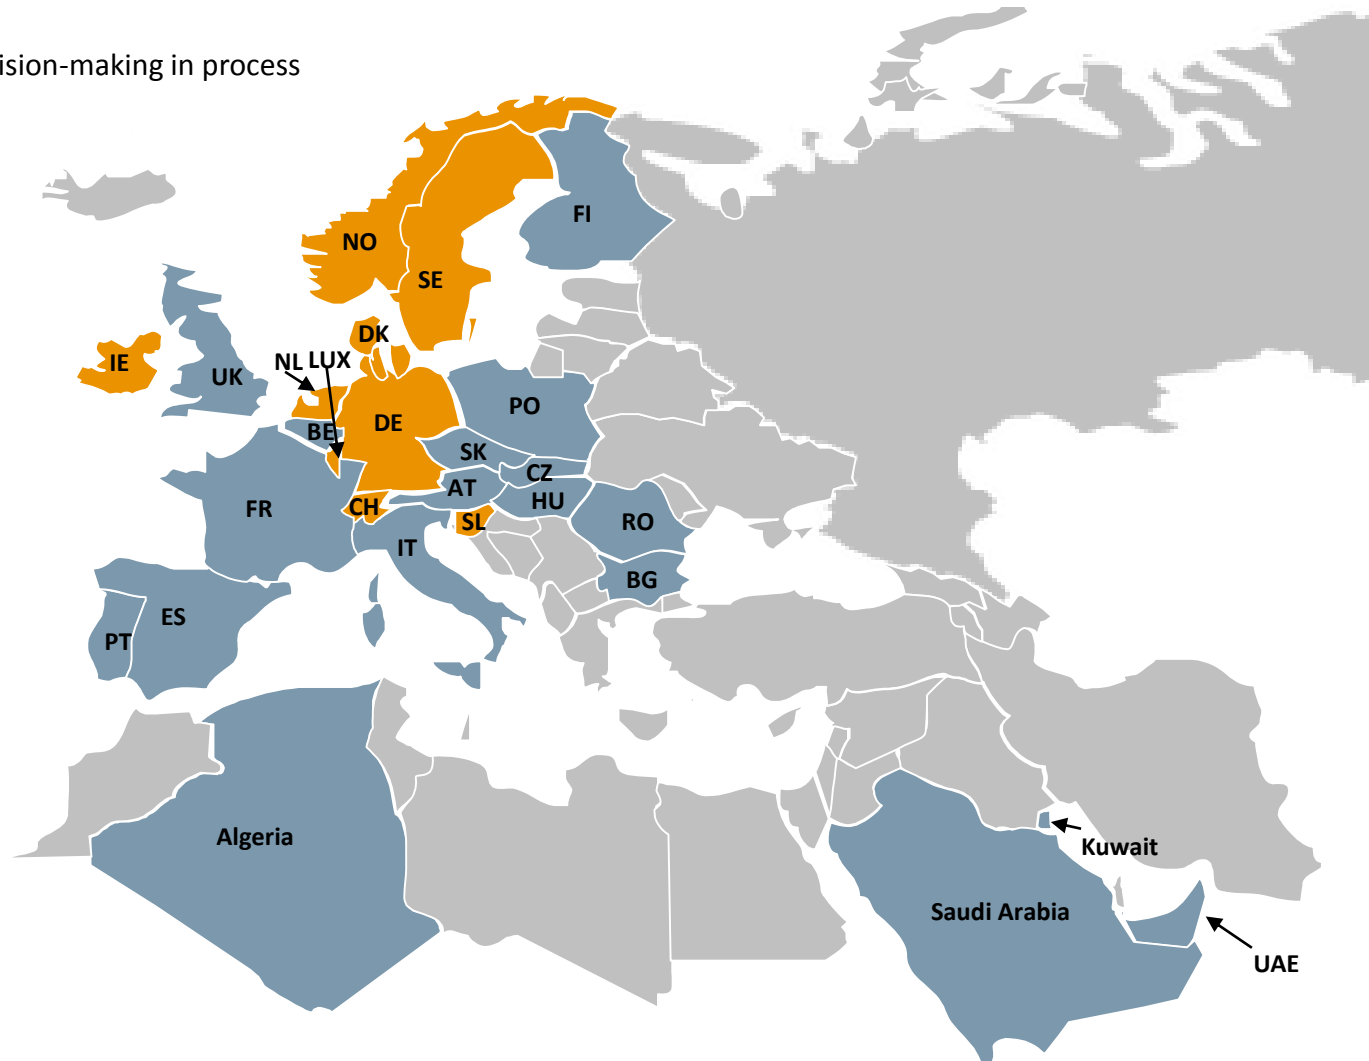 ision-making in process
FI
NO
SE
DK
IE
NL LUX
UK
PO
DE
BE
SK
CZ
AT
HU
FR
CH
SL
RO
IT
BG
ES
PT
Algeria
Kuwait
Saudi Arabia
UAE